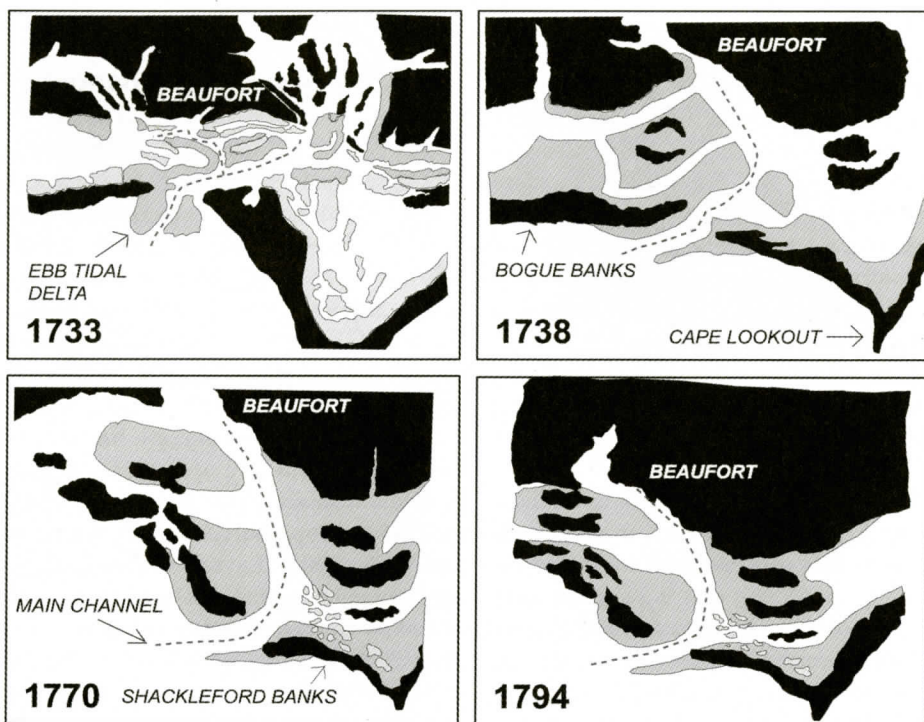 BEAUFORT
EBB TIDAL
DELTA
1733
BEAUFORT
BOGUE BANKS
1738
CAPE LOOKOUT
BEAUFORT
MAIN CHANNEL
1770
SHACKLEFORD BANKS
BEAUFORT
1794